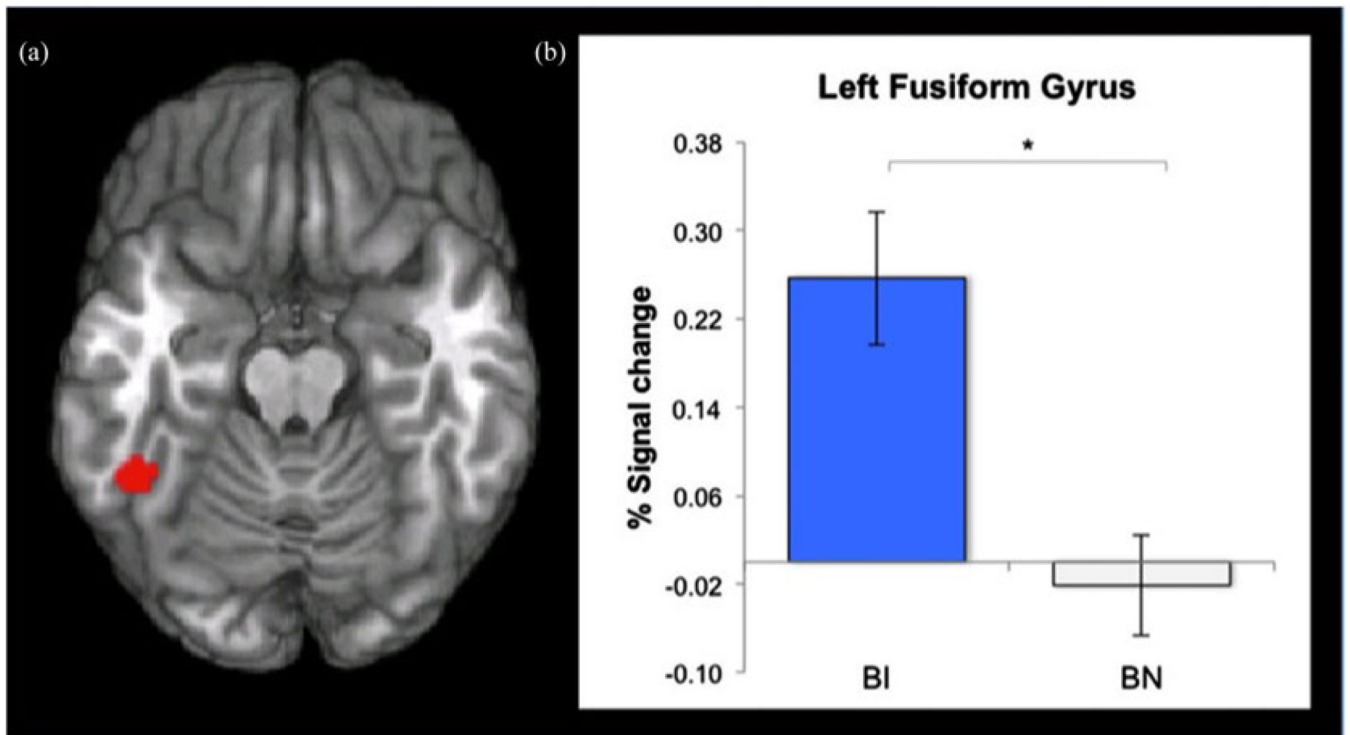 (a)
(b)
Left Fusiform Gyrus
*
% Signal change
0.38
0.30
0.22
0.14
0.06
-0.02
-0.10
BI
BN